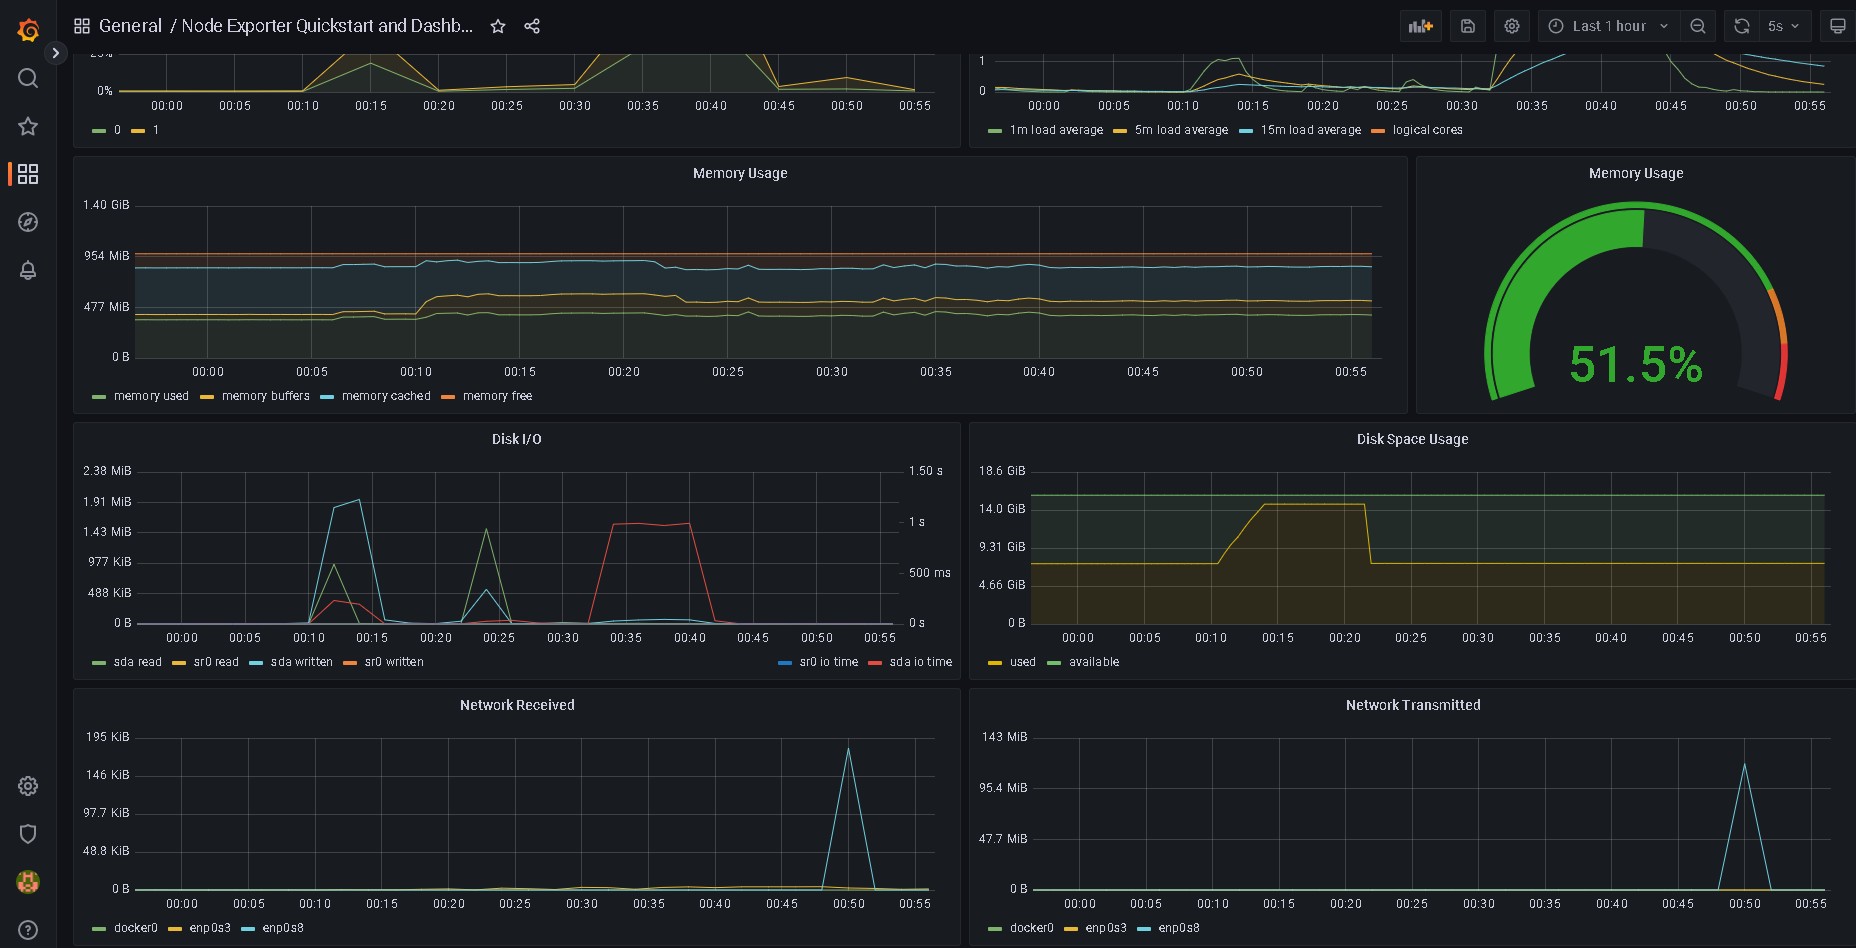 General / Node Exporter Quickstart and Dashb... Last 1 hour 5s
25% 1
0% 0
00:00 00:05 00:10 00:15 00:20 00:25 00:30 00:35 00:40 00:45 00:50 00:55
00:00 00:05 00:10 00:15 00:20 00:25 00:30 00:35 00:40 00:45 00:50 00:55
0 1
1m load average 5m load average 15m load average logical cores
Memory Usage
1.40 GiB
954 MiB
477 MiB
0 B
00:00 00:05 00:10 00:15 00:20 00:25 00:30 00:35 00:40 00:45 00:50 00:55
memory used memory buffers memory cached memory free
Memory Usage
51.5%
Disk I/O
2.38 MiB 1.50 s
1.91 MiB
1 s
1.43 MiB
977 KiB
500 ms
488 KiB
0 B 0 s
00:00 00:05 00:10 00:15 00:20 00:25 00:30 00:35 00:40 00:45 00:50 00:55
sda read sr0 read sda written sr0 written sr0 io time sda io time
Disk Space Usage
18.6 GiB
14.0 GiB
9.31 GiB
4.66 GiB
0 B
00:00 00:05 00:10 00:15 00:20 00:25 00:30 00:35 00:40 00:45 00:50 00:55
used available
Network Received
195 KiB
146 KiB
97.7 KiB
48.8 KiB
0 B
00:00 00:05 00:10 00:15 00:20 00:25 00:30 00:35 00:40 00:45 00:50 00:55
docker0 enp0s3 enp0s8
Network Transmitted
143 MiB
95.4 MiB
47.7 MiB
0 B
00:00 00:05 00:10 00:15 00:20 00:25 00:30 00:35 00:40 00:45 00:50 00:55
docker0 enp0s3 enp0s8